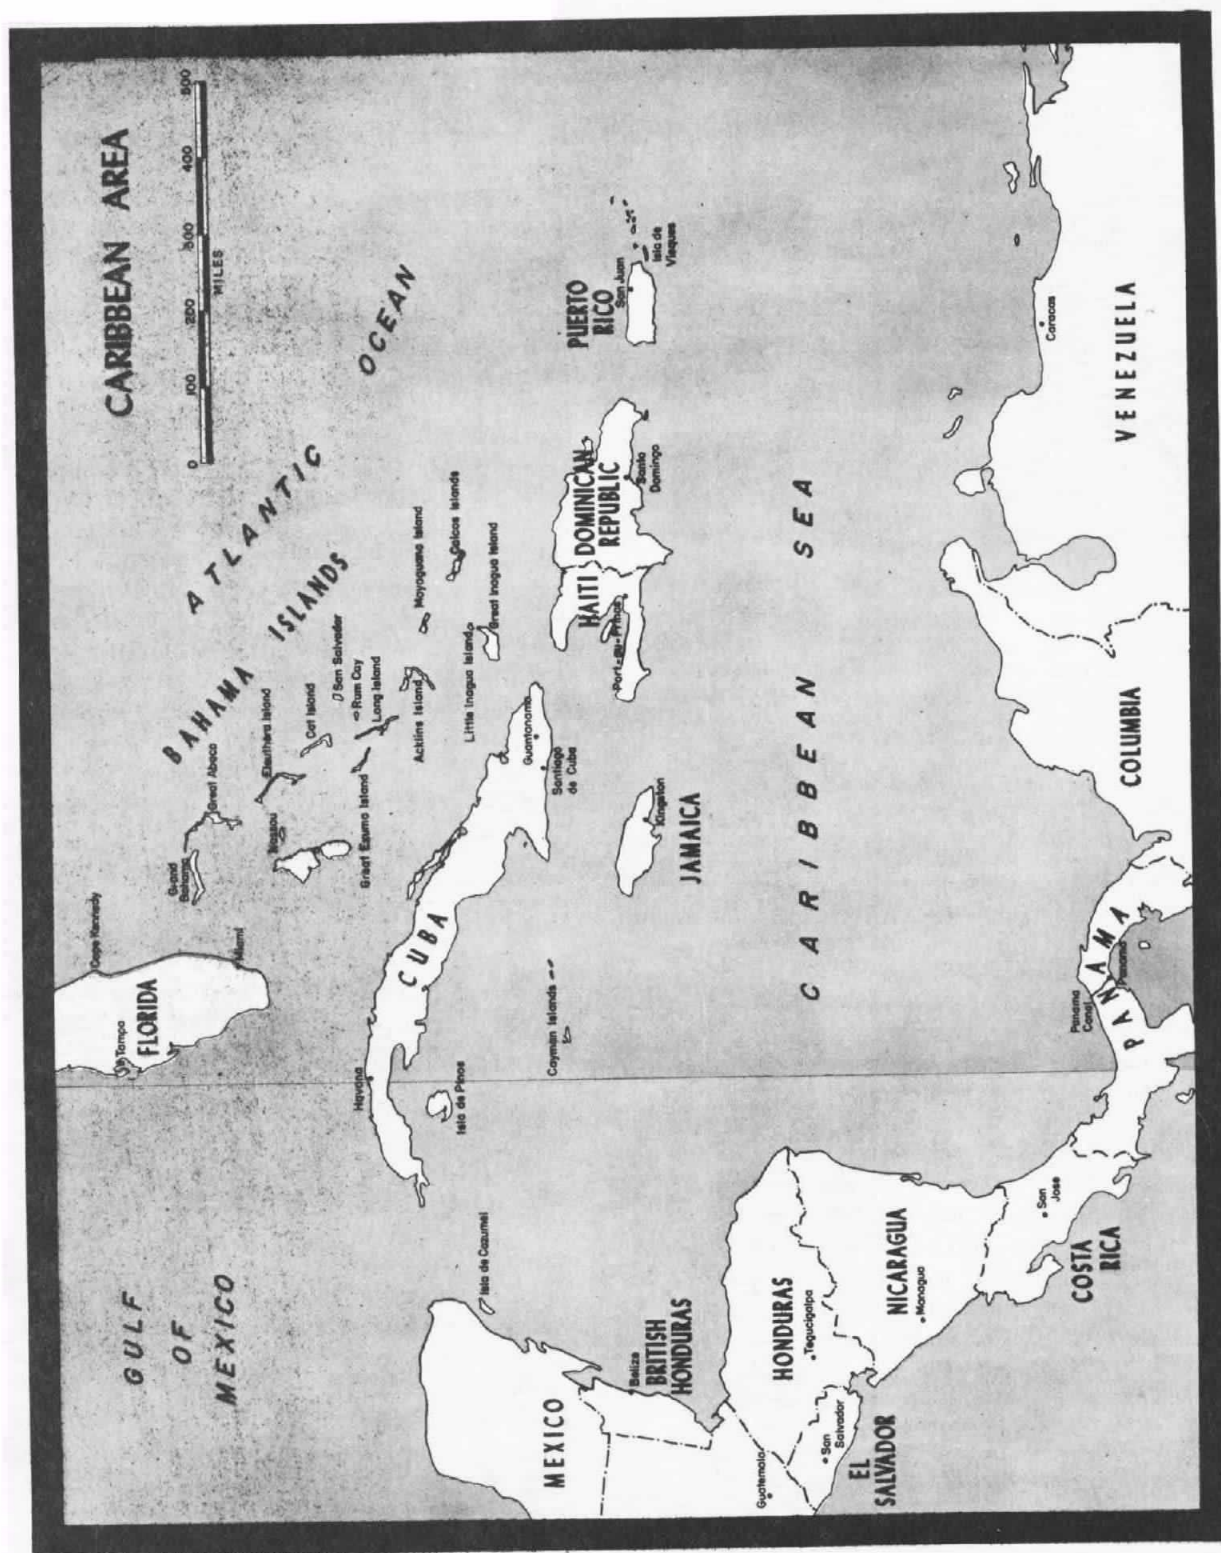 CARIBBEAN AREA
0 100 200 300 400 500
MILES
GULF
OF
MEXICO
Tampa
FLORIDA
Cape Kennedy
Miami
Grand
Bahama
Great Abaco
BAHAMA ISLANDS
ATLANTIC
OCEAN
Nassau
Eleuthera Island
Cat Island
San Salvador
Rum Cay
Long Island
Great Exuma Island
Acklins Island
Mayaguana Island
Caicos Islands
Little Inagua Island
Great Inagua Island
Havana
CUBA
Isla de Pinos
Guantanamo
Santiago
de Cuba
Isla de Cozumel
Cayman Islands
HAITI
Port-au-Prince
DOMINICAN
REPUBLIC
Santo
Domingo
PUERTO
RICO
San Juan
Isla de
Vieques
Kingston
JAMAICA
MEXICO
Belize
BRITISH
HONDURAS
CARIBBEAN SEA
Guatemala
HONDURAS
Tegucigalpa
San
Salvador
EL
SALVADOR
NICARAGUA
Managua
San
Jose
COSTA
RICA
Panama
Canal
PANAMA
Panama
COLUMBIA
Caracas
VENEZUELA